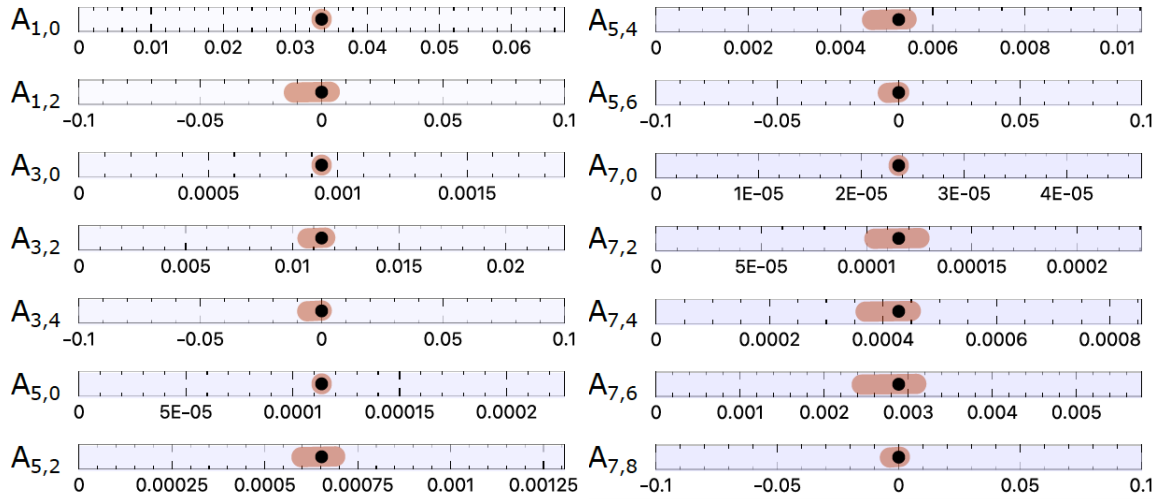 A1,0
0 0.01 0.02 0.03 0.04 0.05 0.06
A1,2
−0.1 −0.05 0 0.05 0.1
A3,0
0 0.0005 0.001 0.0015
A3,2
0 0.005 0.01 0.015 0.02
A3,4
−0.1 −0.05 0 0.05 0.1
A5,0
0 5E-05 0.0001 0.00015 0.0002
A5,2
0 0.00025 0.0005 0.00075 0.001 0.00125
A5,4
0 0.002 0.004 0.006 0.008 0.01
A5,6
−0.1 −0.05 0 0.05 0.1
A7,0
0 1E-05 2E-05 3E-05 4E-05
A7,2
0 5E-05 0.0001 0.00015 0.0002
A7,4
0 0.0002 0.0004 0.0006 0.0008
A7,6
0 0.001 0.002 0.003 0.004 0.005
A7,8
−0.1 −0.05 0 0.05 0.1